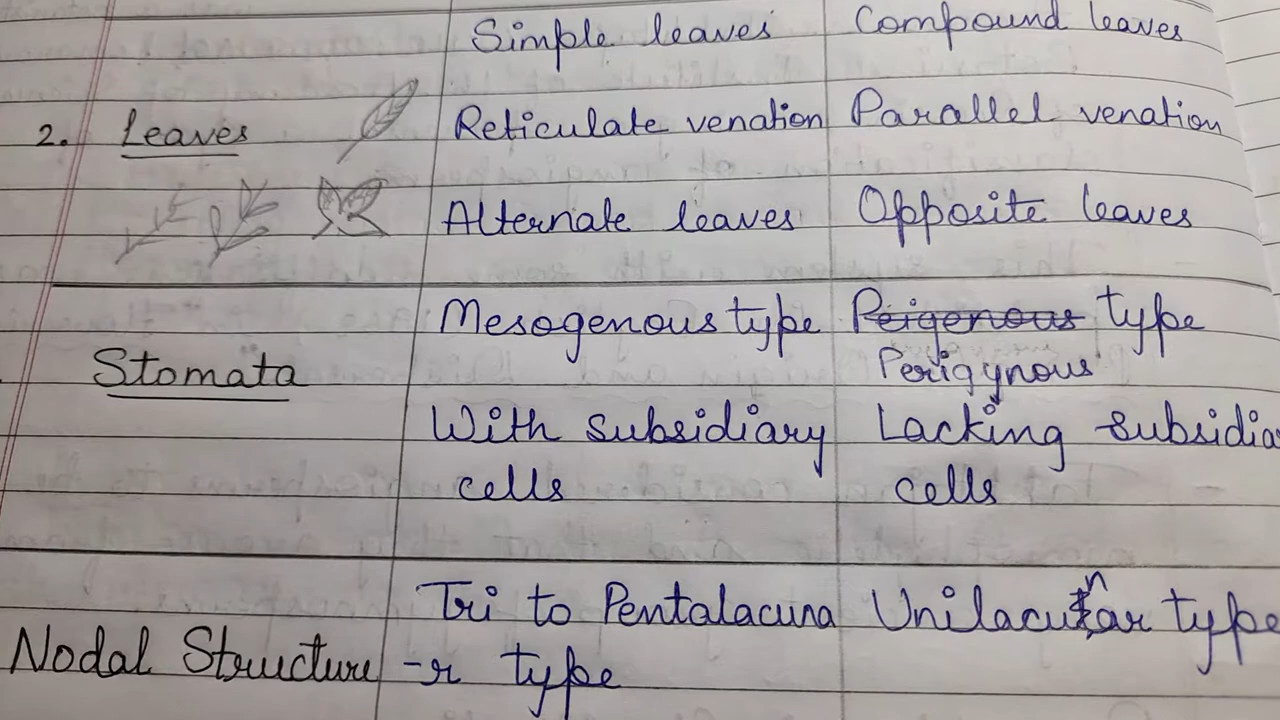 Simple leaves Compound leaves
2. Leaves Reticulate venation Parallel venation
Alternate leaves Opposite leaves
Mesogenous type Peigenous type
Stomata Perigynous
With subsidiary Lacking subsidia
cells cells
Tri to Pentalacuna Unilacunar type
Nodal Structure -r type